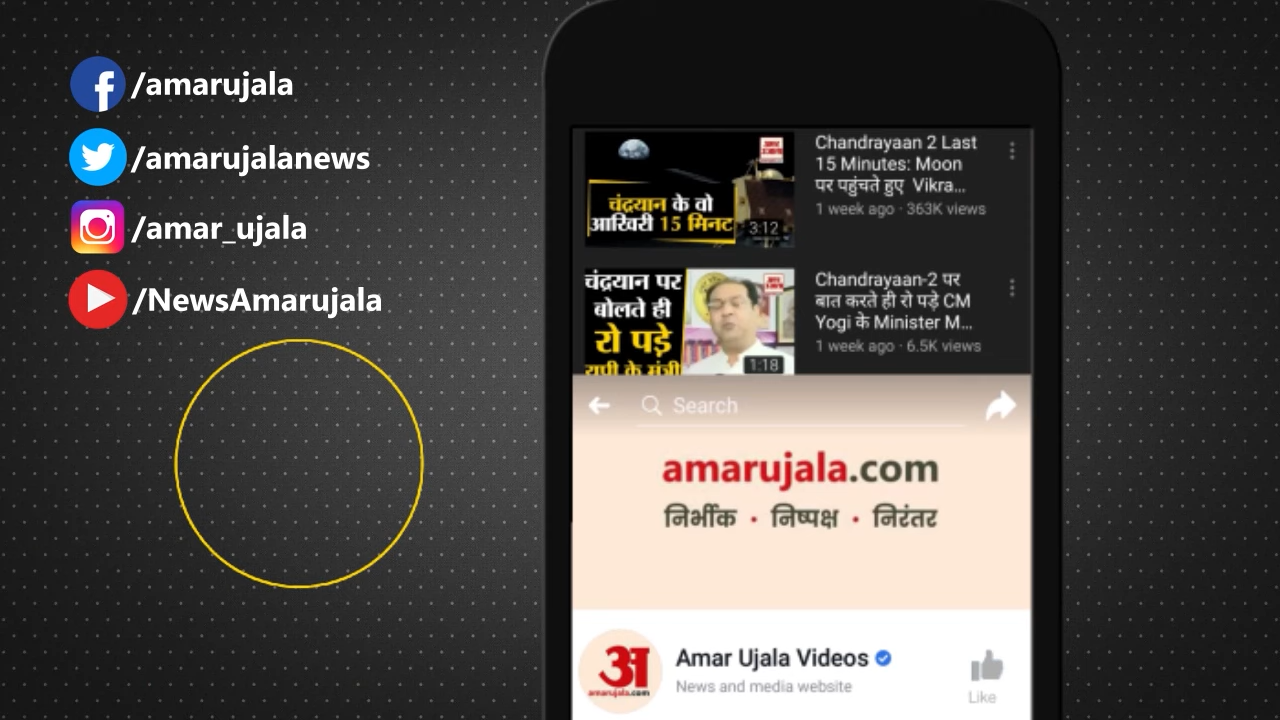 /amarujala
/amarujalanews
/amar_ujala
/NewsAmarujala
चंद्रयान के वो
आखिरी 15 मिनट
3:12
Chandrayaan 2 Last
15 Minutes: Moon
पर पहुंचते हुए Vikra...
1 week ago · 363K views
चंद्रयान पर
बोलते ही
रो पड़े
यूपी के मंत्री
1:18
Chandrayaan-2 पर
बात करते ही रो पड़े CM
Yogi के Minister M...
1 week ago · 6.5K views
Search
amarujala.com
निर्भीक • निष्पक्ष • निरंतर
अ
amarujala.com
Amar Ujala Videos
News and media website
Like